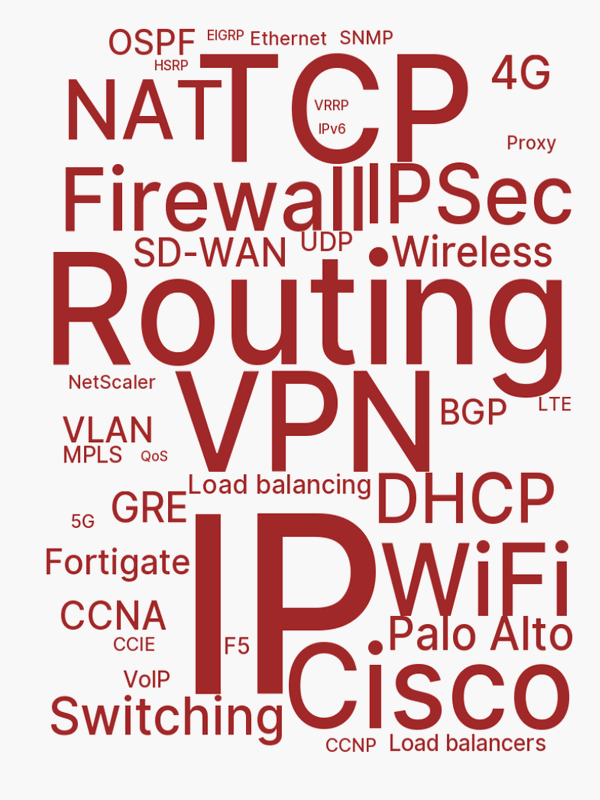 OSPF
EIGRP
Ethernet
SNMP
HSRP
NAT
TCP
4G
VRRP
IPv6
Proxy
Firewall
IPSec
SD-WAN
UDP
Wireless
Routing
NetScaler
VPN
BGP
LTE
VLAN
MPLS
QoS
Load balancing
DHCP
5G
GRE
IP
Fortigate
WiFi
CCNA
Palo Alto
CCIE
F5
Cisco
VoIP
Switching
CCNP
Load balancers